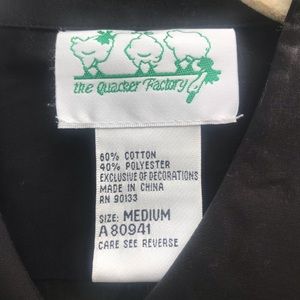 the Quacker Factory
60% COTTON
40% POLYESTER
EXCLUSIVE OF DECORATIONS
MADE IN CHINA
RN 90133
SIZE: MEDIUM
A80941
CARE SEE REVERSE